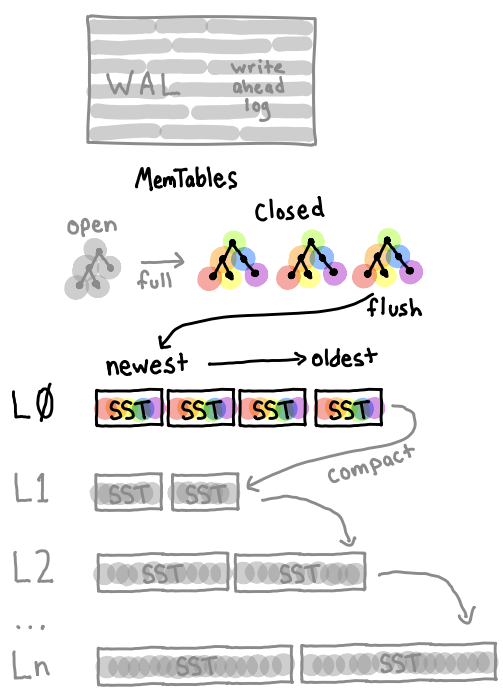 WAL
write
ahead
log
MemTables
open
Closed
full
flush
newest
oldest
L0
SST SST SST SST
compact
L1
SST SST
L2
SST SST
...
Ln
SST SST